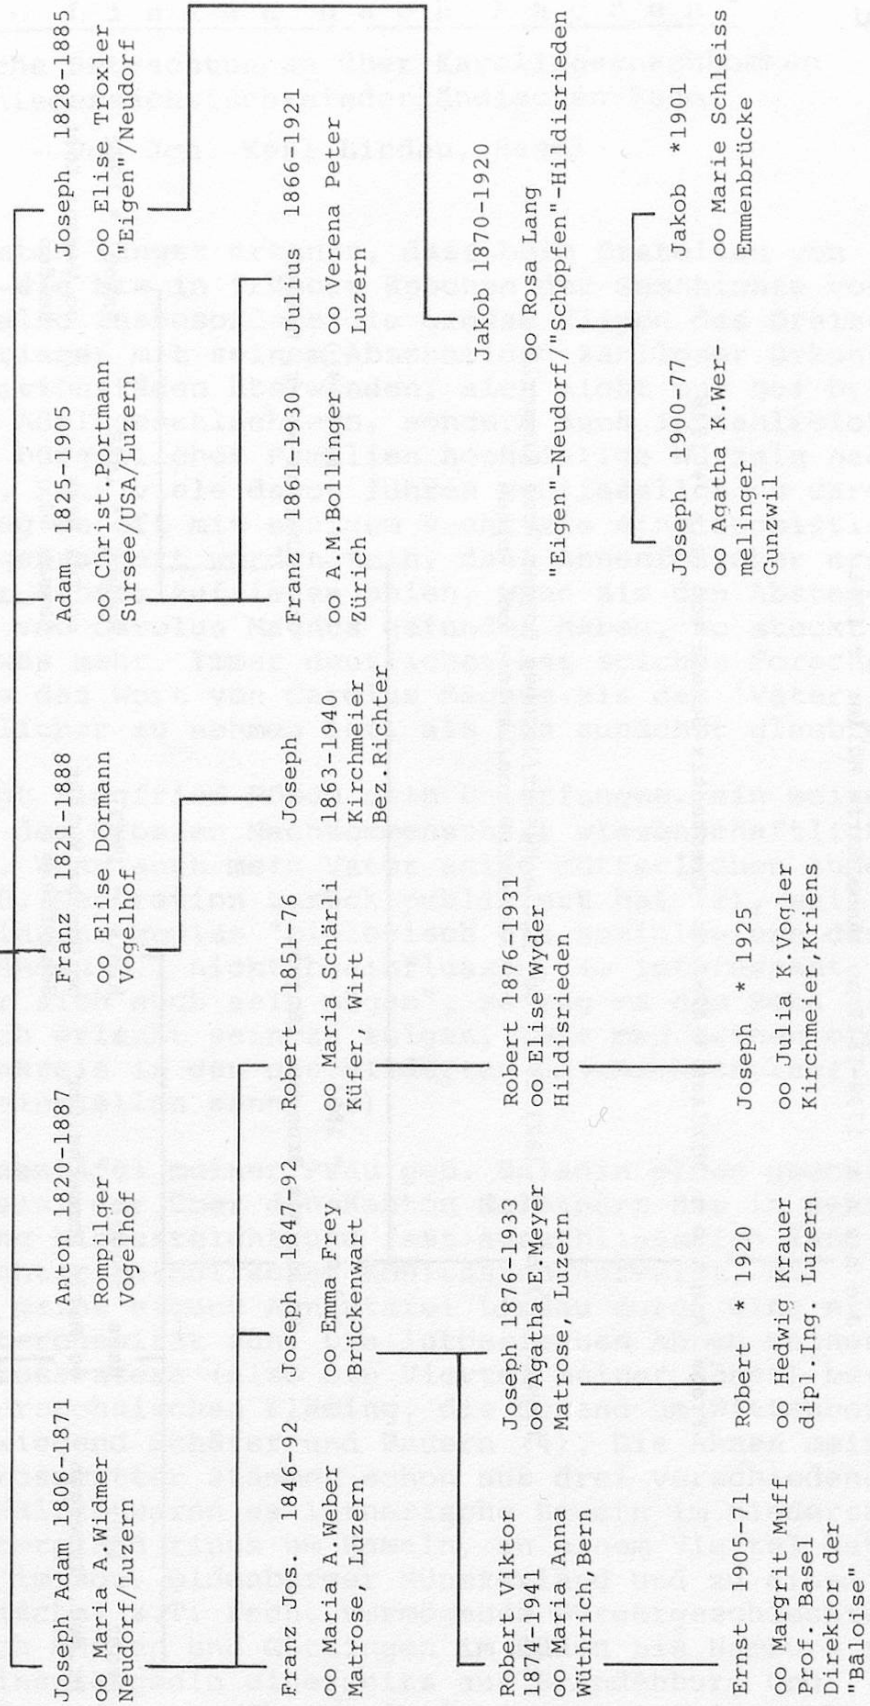 Joseph Adam 1806-1871
oo Maria A.Widmer
Neudorf/Luzern
Anton 1820-1887
oo Rompilger
Vogelhof
Franz 1821-1888
oo Elise Dormann
Vogelhof
Adam 1825-1905
oo Christ.Portmann
Sursee/USA/Luzern
Joseph 1828-1885
oo Elise Troxler
"Eigen"/Neudorf
Franz Jos. 1846-92
oo Maria A.Weber
Matrose Luzern
Joseph 1847-92
oo Emma Frey
Brückenwart
Robert 1851-76
oo Maria Schärli
Küfer, Wirt
Joseph
1863-1940
Kirchmeier
Bez.Richter
Franz 1861-1930
oo A.M.Bollinner
Zürich
Julius 1866-1921
oo Verena Peter
Luzern
Jakob 1870-1920
oo Rosa Lang
"Eigen"-Neudorf/"Schopfen"-Hildisrieden
Robert Viktor
1875-1941
oo Maria Anna
Wüthrich,Bern
Joseph 1876-1933
oo Agatha E.Meyer
Matrose, Luzern
Robert 1876-1931
oo Elise Wyder
Hildisrieden
Joseph 1900-77
oo Agatha K.Wer-
melinger
Gunzwil
Jakob *1901
oo Marie Schleiss
Emmenbrücke
Ernst 1905-71
oo Margrit Muff
Prof.Basel
Direktor der
"Bâloise"
Robert * 1920
oo Hedwig Krauer
dipl.Ing. Luzern
Joseph * 1925
oo Julia K.Vogler
Kirchmeier,Kriens